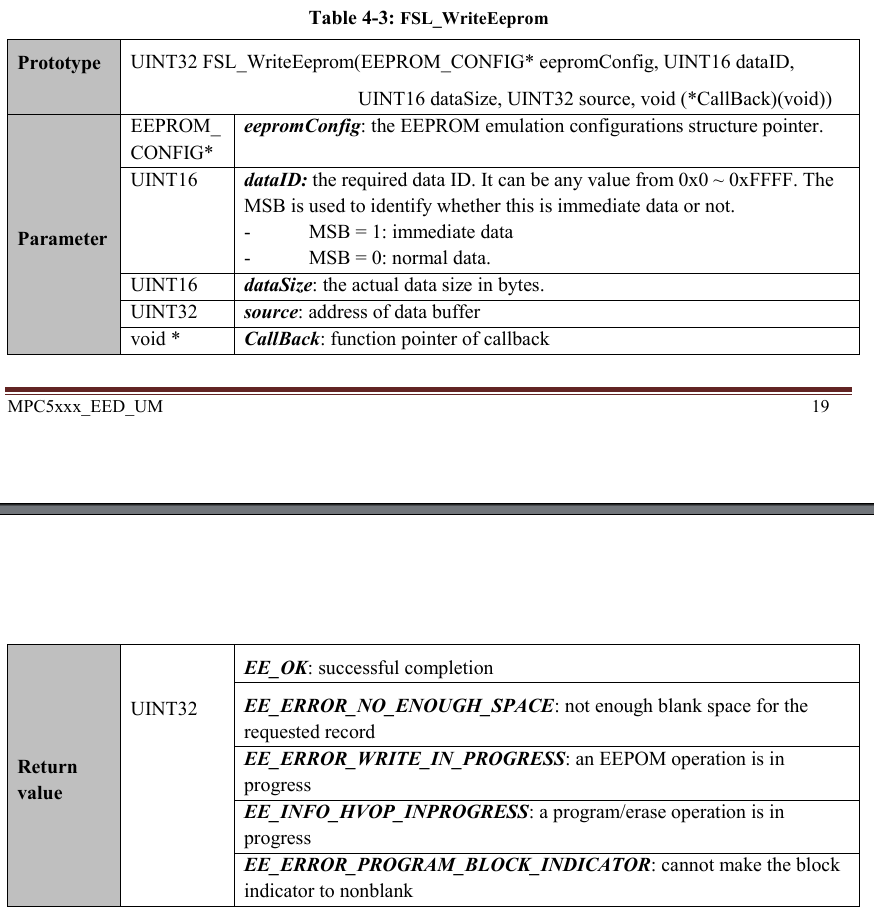 Table 4-3: FSL_WriteEeprom
Prototype
UINT32 FSL_WriteEeprom(EEPROM_CONFIG* eepromConfig, UINT16 dataID,
UINT16 dataSize, UINT32 source, void (*CallBack)(void))
Parameter
EEPROM_
CONFIG*
eepromConfig: the EEPROM emulation configurations structure pointer.
UINT16
dataID: the required data ID. It can be any value from 0x0 ~ 0xFFFF. The
MSB is used to identify whether this is immediate data or not.
- MSB = 1: immediate data
- MSB = 0: normal data.
UINT16
dataSize: the actual data size in bytes.
UINT32
source: address of data buffer
void *
CallBack: function pointer of callback
MPC5xxx_EED_UM 19
Return
value
UINT32
EE_OK: successful completion
EE_ERROR_NO_ENOUGH_SPACE: not enough blank space for the
requested record
EE_ERROR_WRITE_IN_PROGRESS: an EEPOM operation is in
progress
EE_INFO_HVOP_INPROGRESS: a program/erase operation is in
progress
EE_ERROR_PROGRAM_BLOCK_INDICATOR: cannot make the block
indicator to nonblank